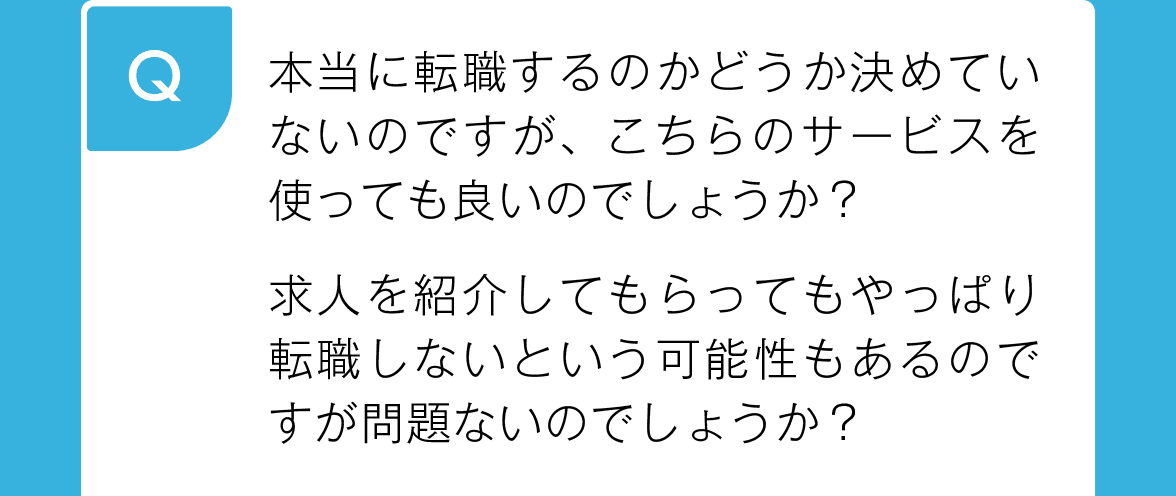 Q
本当に転職するのかどうか決めてい
ないのですが、こちらのサービスを
使っても良いのでしょうか？
求人を紹介してもらってもやっぱり
転職しないという可能性もあるので
すが問題ないのでしょうか？